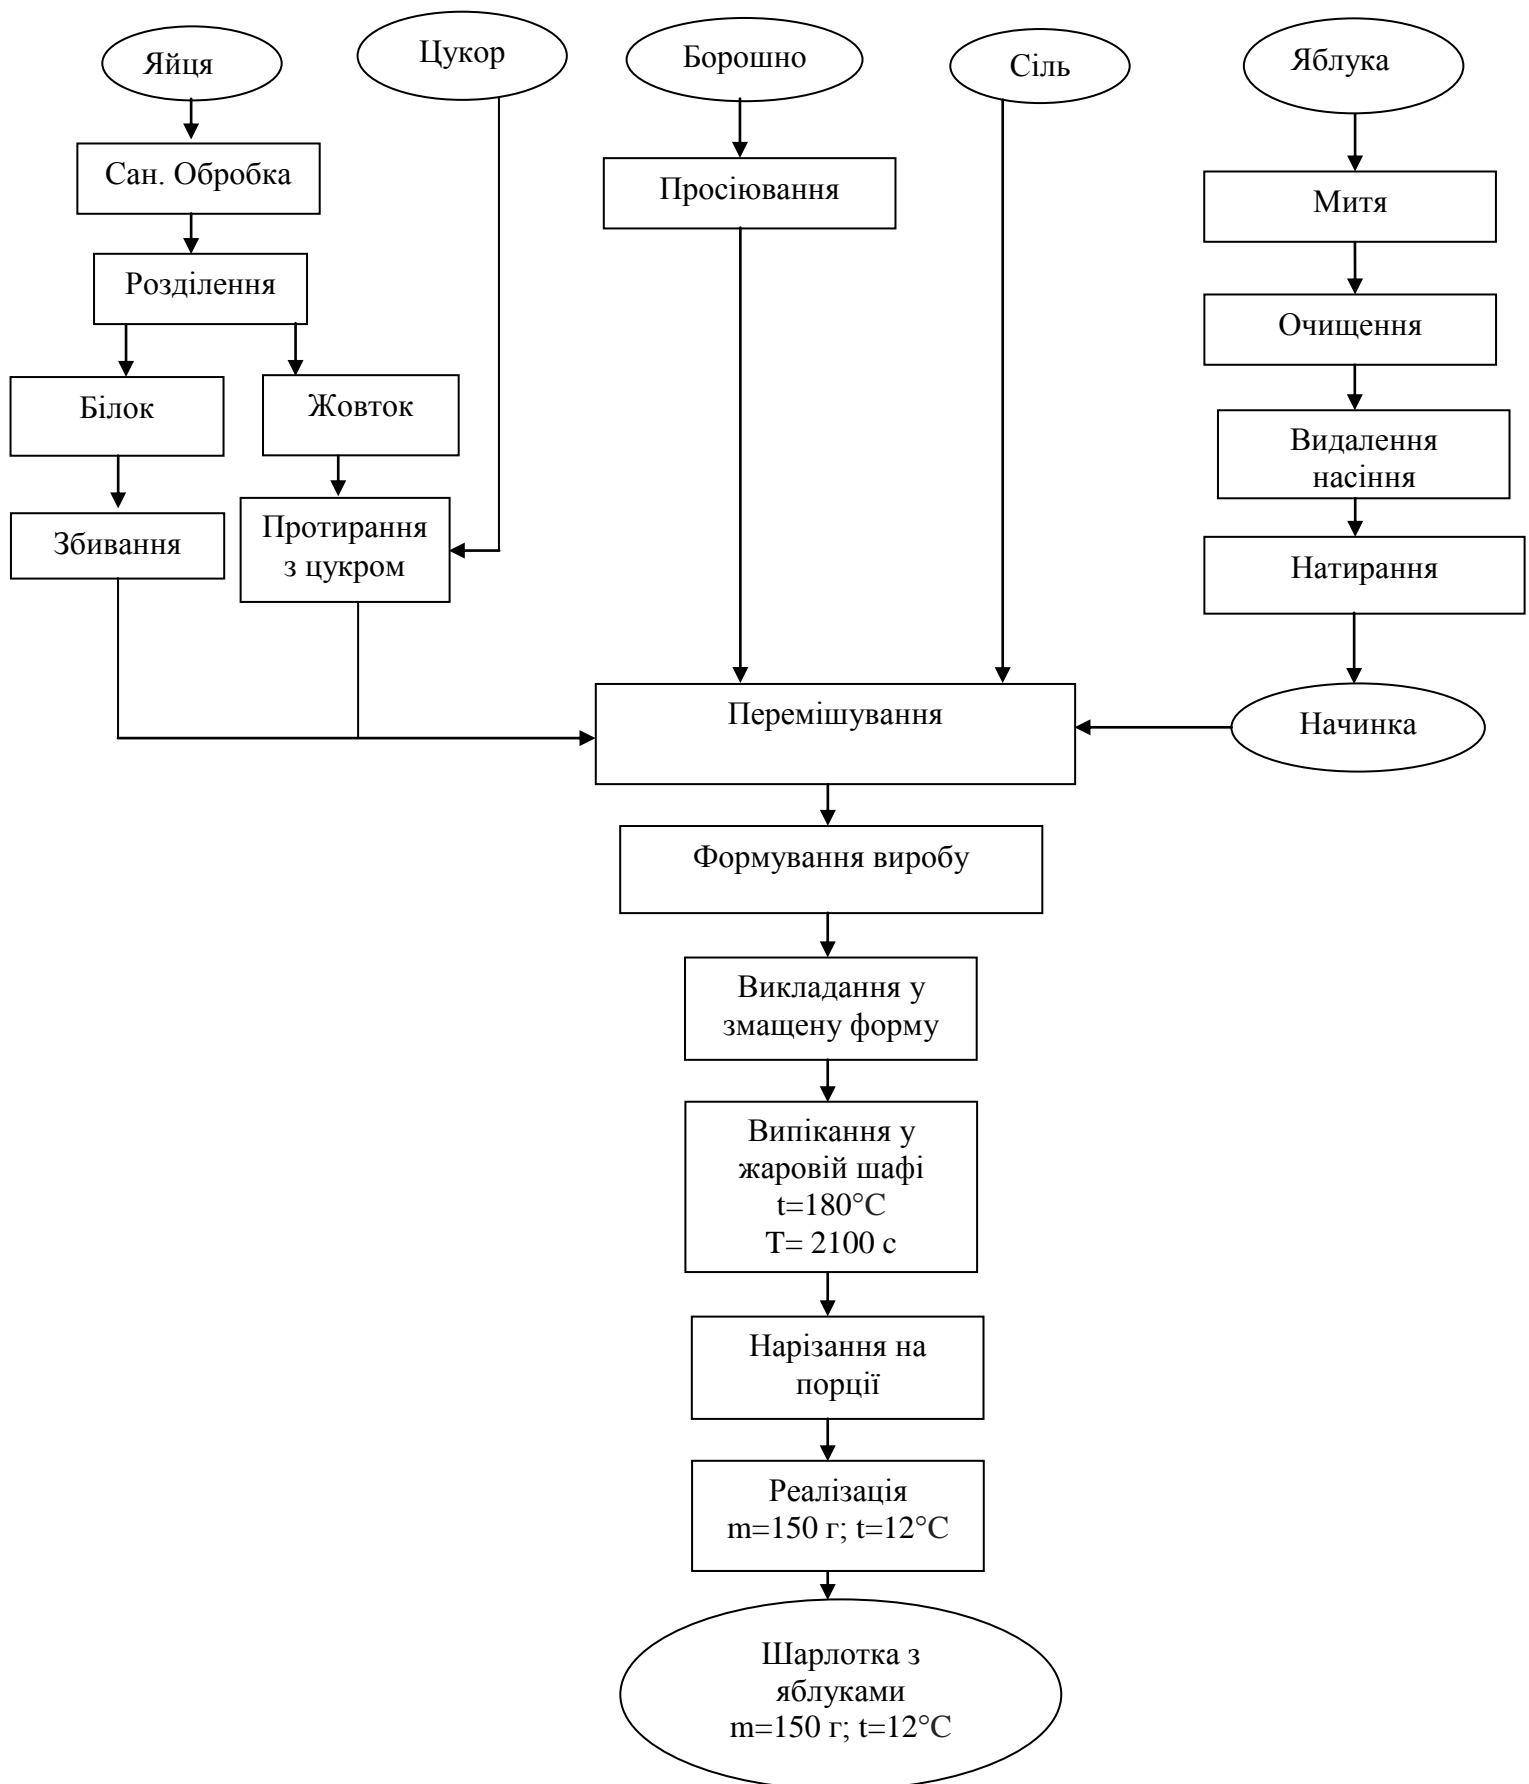 Яйця
Цукор
Борошно
Сіль
Яблука
Сан. Обробка
Просіювання
Митя
Розділення
Очищення
Білок
Жовток
Видалення
насіння
Збивання
Протирання
з цукром
Натирання
Перемішування
Начинка
Формування виробу
Викладання у
змащену форму
Випікання у
жаровій шафі
t=180°C
T= 2100 с
Нарізання на
порції
Реалізація
m=150 г; t=12°C
Шарлотка з
яблуками
m=150 г; t=12°C